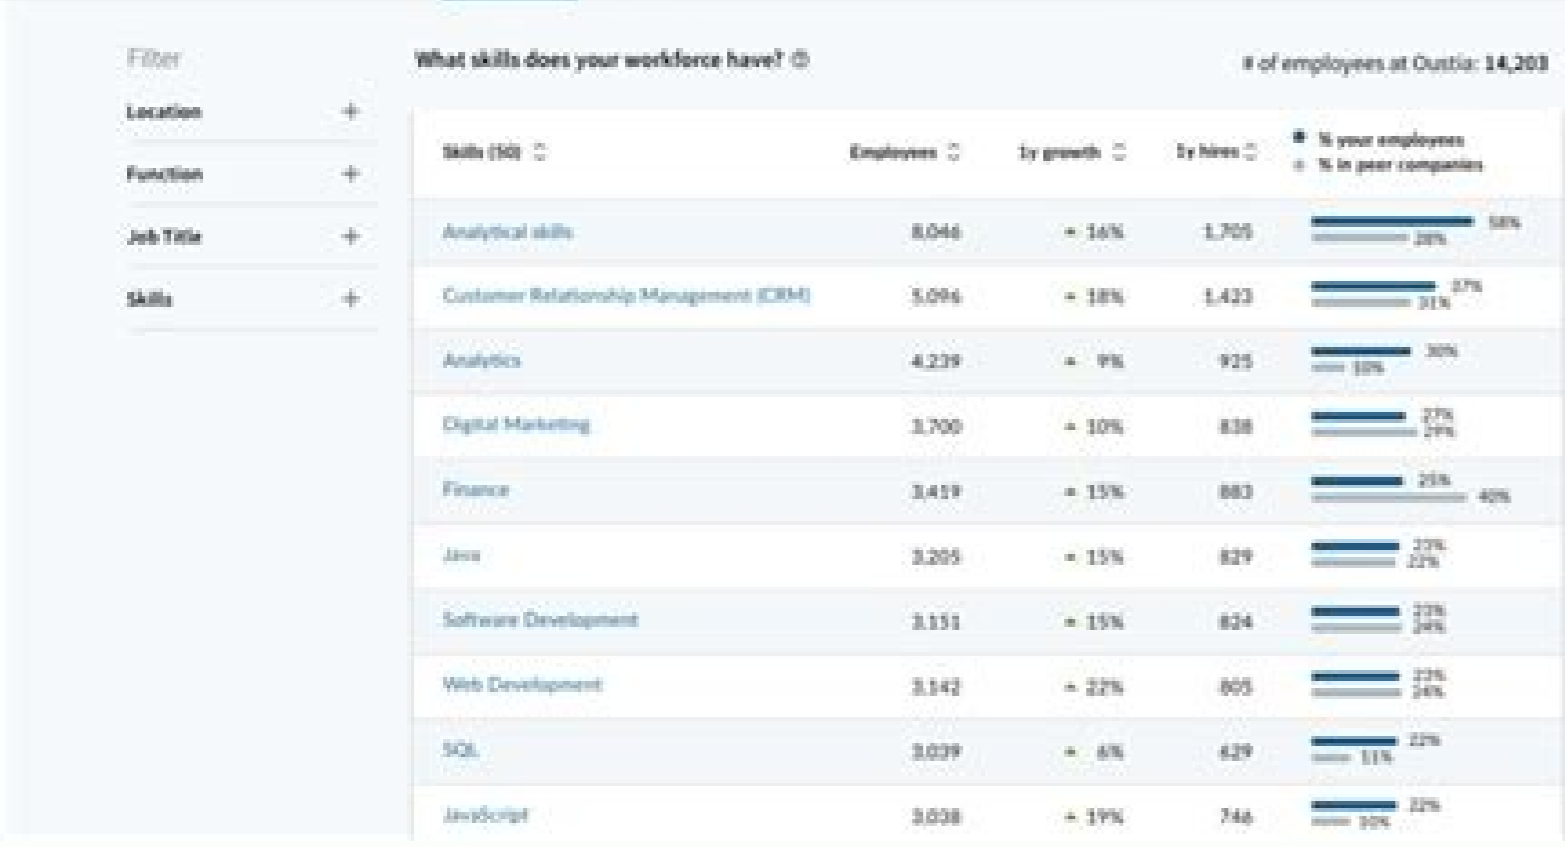 Filter
Location +
Function +
Job Title +
Skills +
What skills does your workforce have?
# of employees at Oustia: 14,203
Skills (50) Employees 1y growth 1y hires
% your employees
% in peer companies
Analytical skills 8,046 16% 1,705 58%
28%
Customer Relationship Management (CRM) 5,096 18% 1,423 37%
31%
Analytics 4,239 9% 925 30%
10%
Digital Marketing 3,700 10% 838 27%
29%
Finance 3,419 15% 883 25%
40%
Java 3,205 15% 829 23%
22%
Software Development 3,151 15% 824 23%
24%
Web Development 3,142 22% 805 23%
24%
SQL 3,039 6% 629 22%
11%
JavaScript 3,038 19% 746 22%
10%